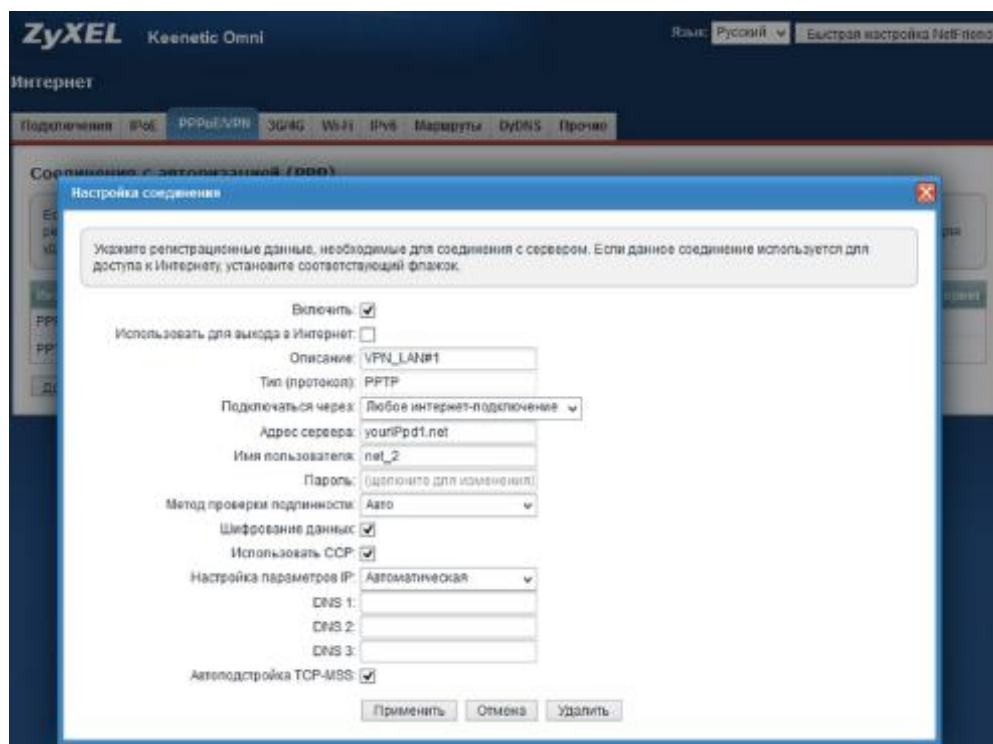 ZyXEL Keenetic Omni
Язык: Русский
Быстрая настройка NetFriend
Интернет
Подключения IPoE PPPoE/VPN 3G/4G Wi-Fi IPv6 Маршруты DyDNS Прочие
Соединения с авторизацией (PPP)
Настройка соединения
Укажите регистрационные данные, необходимые для соединения с сервером. Если данное соединение используется для
доступа к Интернету, установите соответствующий флажок.
Включить:
Использовать для выхода в Интернет:
Описание: VPN_LAN#1
Тип (протокол): PPTP
Подключаться через: Любое интернет-подключение
Адрес сервера: yourIPpd1.net
Имя пользователя: net_2
Пароль: (щелкните для изменения)
Метод проверки подлинности: Авто
Шифрование данных:
Использовать CCP:
Настройка параметров IP: Автоматическая
DNS 1:
DNS 2:
DNS 3:
Автоподстройка TCP-MSS:
Применить Отмена Удалить